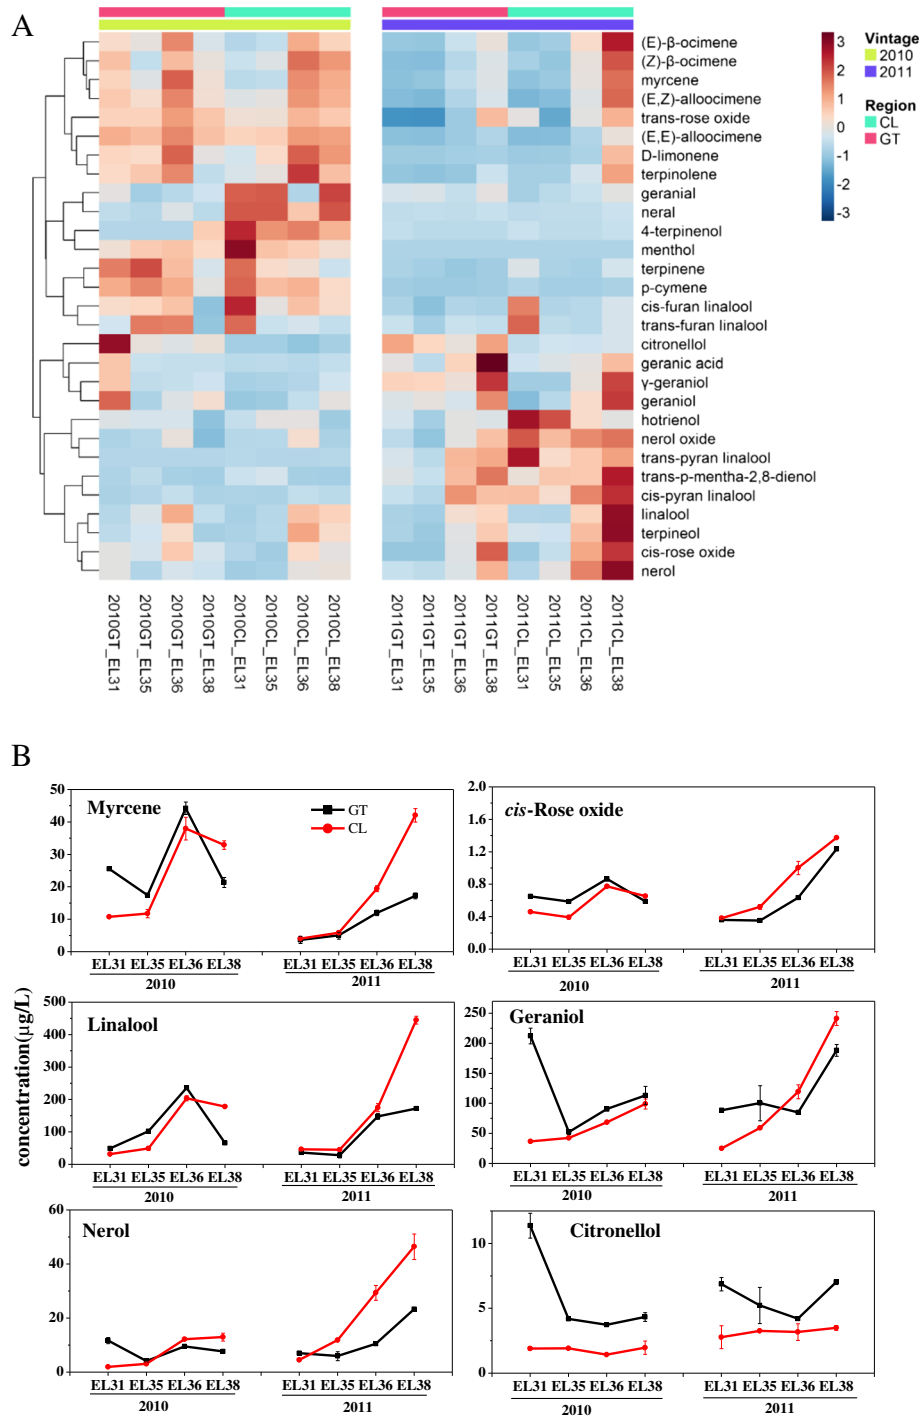 A
(E)-β-ocimene
(Z)-β-ocimene
myrcene
(E,Z)-alloocimene
trans-rose oxide
(E,E)-alloocimene
D-limonene
terpinolene
geranial
neral
4-terpinenol
menthol
terpinene
p-cymene
cis-furan linalool
trans-furan linalool
citronellol
geranic acid
γ-geraniol
geraniol
hotrienol
nerol oxide
trans-pyran linalool
trans-p-mentha-2,8-dienol
cis-pyran linalool
linalool
terpineol
cis-rose oxide
nerol
3
2
1
0
-1
-2
-3
Vintage
2010
2011
Region
CL
GT
2010GT_EL31
2010GT_EL35
2010GT_EL36
2010GT_EL38
2010CL_EL31
2010CL_EL35
2010CL_EL36
2010CL_EL38
2011GT_EL31
2011GT_EL35
2011GT_EL36
2011GT_EL38
2011CL_EL31
2011CL_EL35
2011CL_EL36
2011CL_EL38
B
concentration(μg/L)
Myrcene
GT
CL
50
40
30
20
10
0
EL31 EL35 EL36 EL38 EL31 EL35 EL36 EL38
2010 2011
cis-Rose oxide
2.0
1.6
1.2
0.8
0.4
0.0
EL31 EL35 EL36 EL38 EL31 EL35 EL36 EL38
2010 2011
Linalool
500
400
300
200
100
0
EL31 EL35 EL36 EL38 EL31 EL35 EL36 EL38
2010 2011
Geraniol
250
200
150
100
50
0
EL31 EL35 EL36 EL38 EL31 EL35 EL36 EL38
2010 2011
Nerol
60
40
20
0
EL31 EL35 EL36 EL38 EL31 EL35 EL36 EL38
2010 2011
Citronellol
10
5
0
EL31 EL35 EL36 EL38 EL31 EL35 EL36 EL38
2010 2011